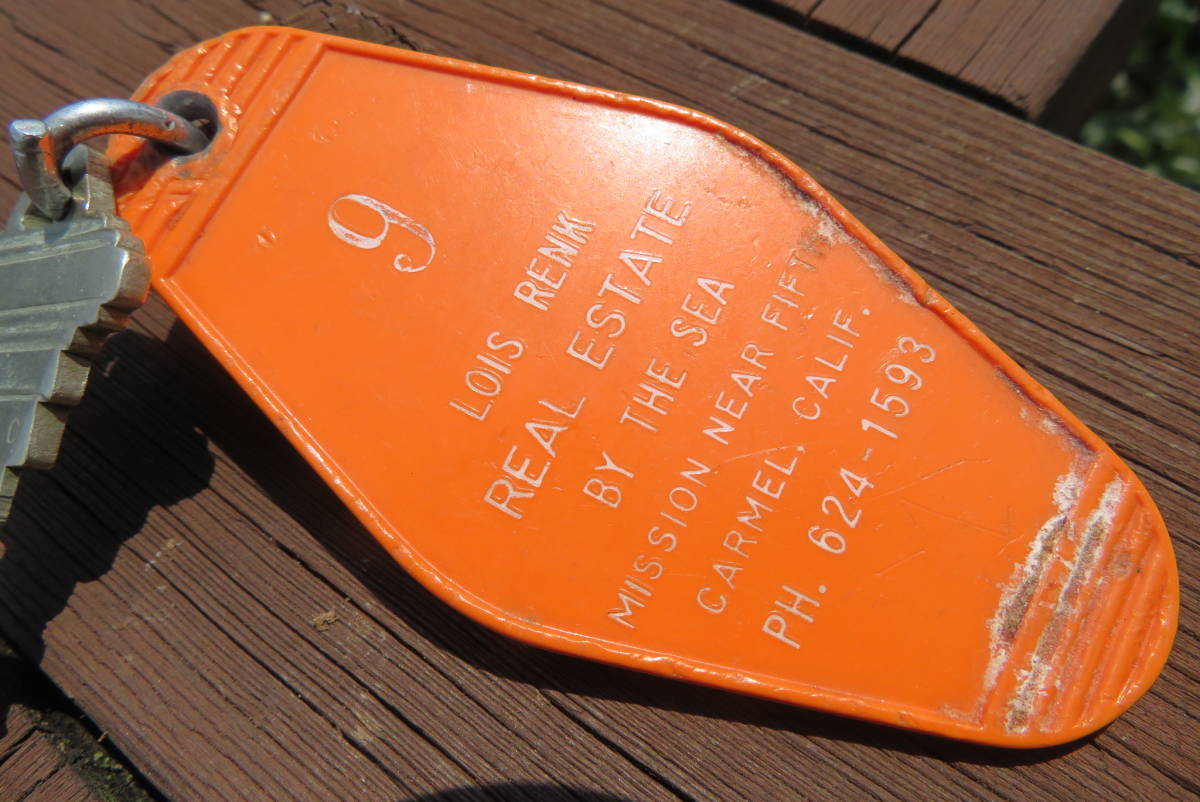 9
LOIS RENK
REAL ESTATE
BY THE SEA
MISSION NEAR FIFTH
CARMEL, CALIF.
PH. 624-1593